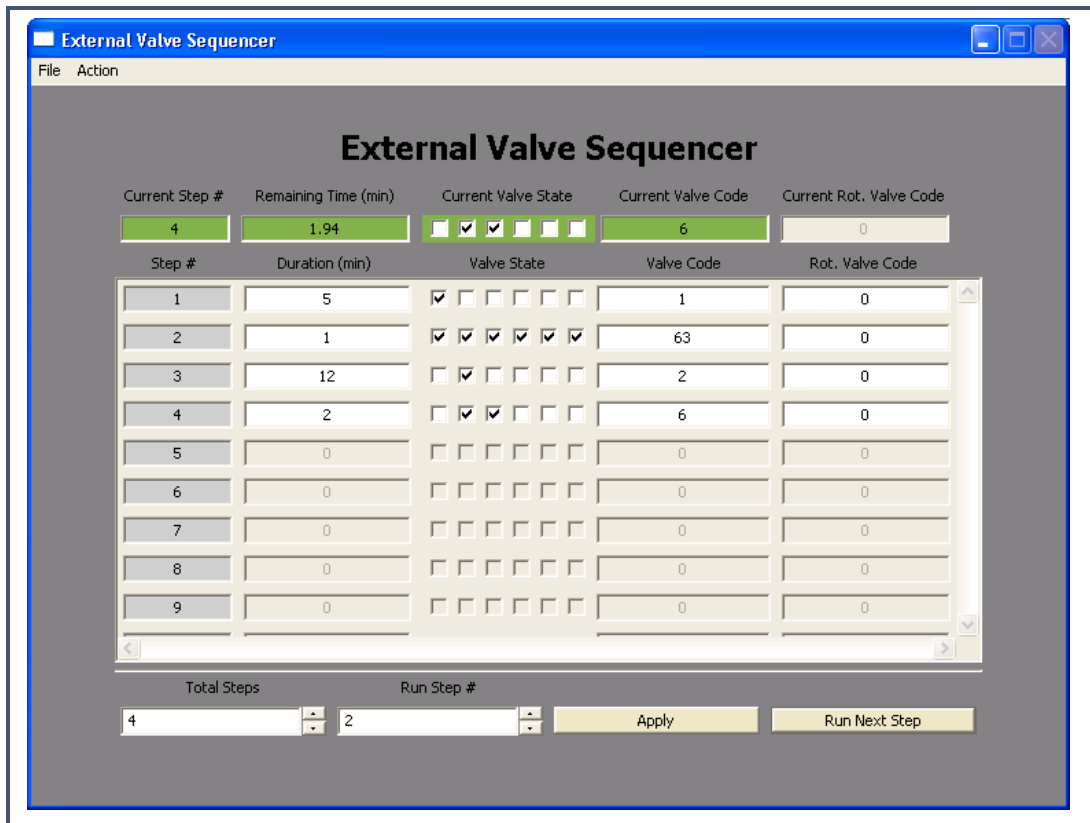 External Valve Sequencer
File Action
External Valve Sequencer
Current Step # Remaining Time (min) Current Valve State Current Valve Code Current Rot. Valve Code
4 1.94 6 0
Step # Duration (min) Valve State Valve Code Rot. Valve Code
1 5 1 0
2 1 63 0
3 12 2 0
4 2 6 0
5 0 0 0
6 0 0 0
7 0 0 0
8 0 0 0
9 0 0 0
Total Steps Run Step #
4 2 Apply Run Next Step